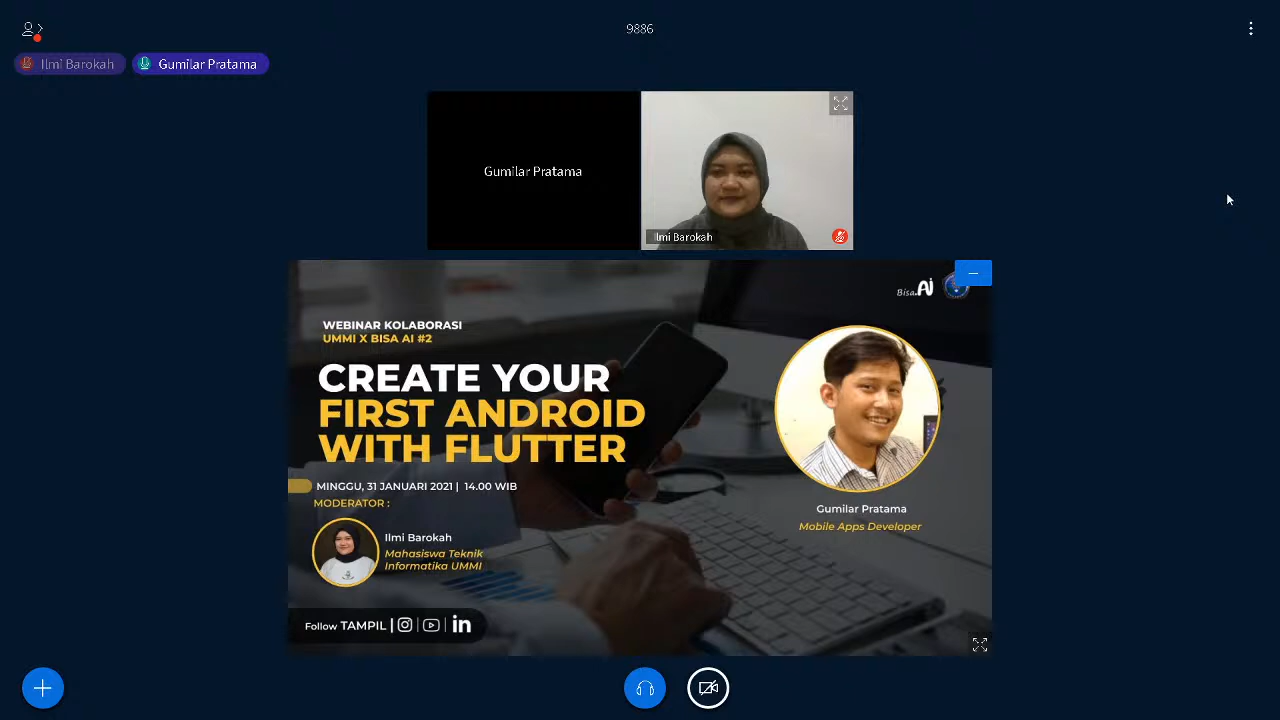 9886
Ilmi Barokah
Gumilar Pratama
Gumilar Pratama
Ilmi Barokah
Bisa AI
WEBINAR KOLABORASI
UMMI X BISA AI #2
CREATE YOUR
FIRST ANDROID
WITH FLUTTER
MINGGU, 31 JANUARI 2021 | 14.00 WIB
MODERATOR :
Ilmi Barokah
Mahasiswa Teknik
Informatika UMMI
Gumilar Pratama
Mobile Apps Developer
Follow TAMPIL | in